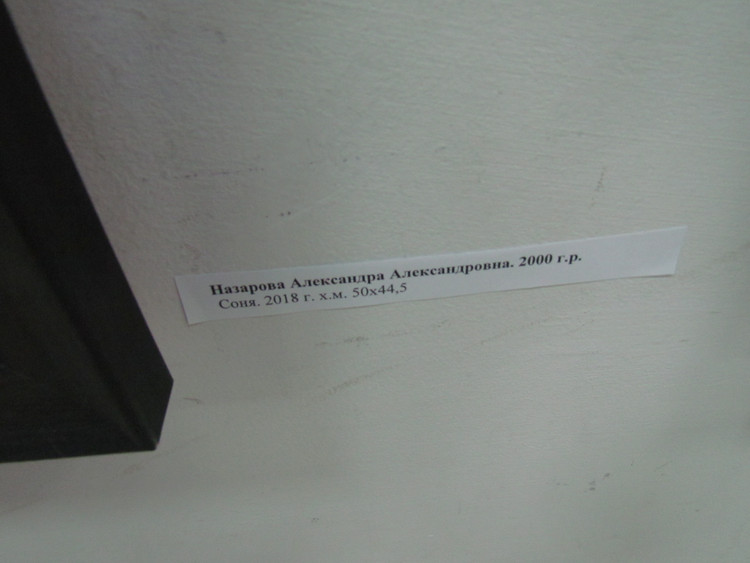 Назарова Александра Александровна. 2000 г.р.
Соня. 2018 г. х.м. 50х44,5